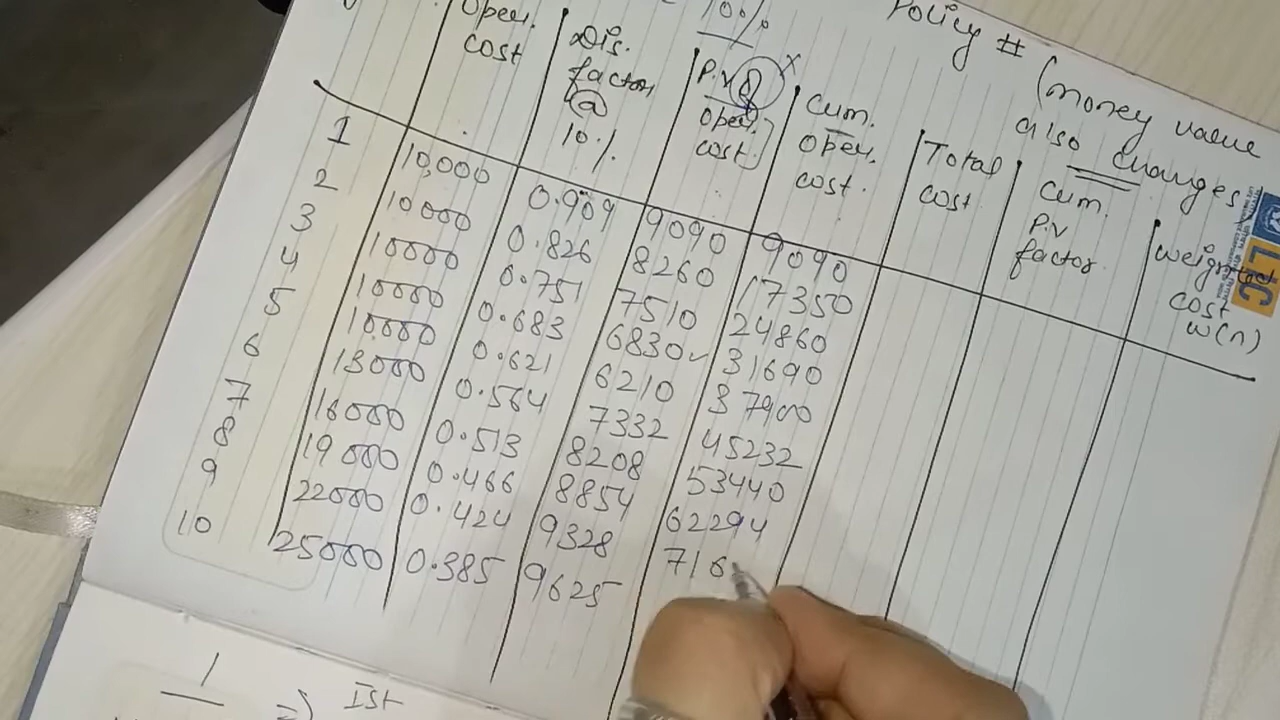 100%
Policy # (money value
also changes
Oper.
cost
Dis.
factor
@
10%
P.V of
Oper.
cost
Cum.
Oper.
cost.
Total
cost
Cum.
P.V
factor
weighted
cost
w(n)
1 10,000 0.909 9090 9090
2 10000 0.826 8260 17350
3 10000 0.751 7510 24860
4 10000 0.683 6830 31690
5 10000 0.621 6210 37900
6 13000 0.564 7332 45232
7 16000 0.513 8208 53440
8 19000 0.466 8854 62294
9 22000 0.424 9328 716
10 25000 0.385 9625
1
=> Ist
LIC